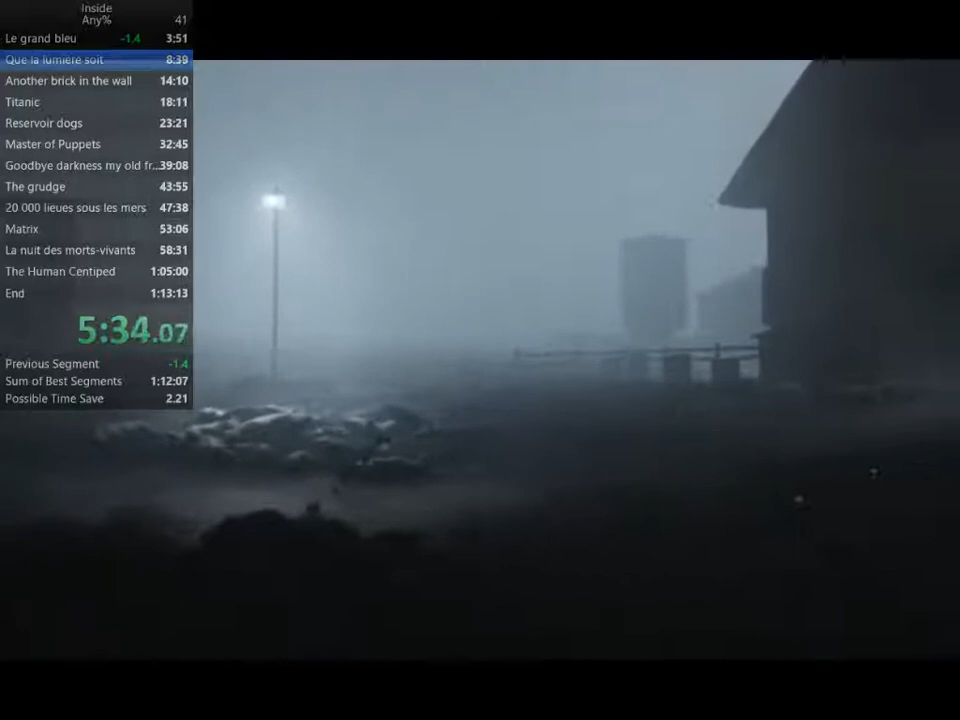 Inside
Any% 41
Le grand bleu -1.4 3:51
Que la lumière soit 8:39
Another brick in the wall 14:10
Titanic 18:11
Reservoir dogs 23:21
Master of Puppets 32:45
Goodbye darkness my old fr... 39:08
The grudge 43:55
20 000 lieues sous les mers 47:38
Matrix 53:06
La nuit des morts-vivants 58:31
The Human Centiped 1:05:00
End 1:13:13
5:34.07
Previous Segment -1.4
Sum of Best Segments 1:12:07
Possible Time Save 2.21